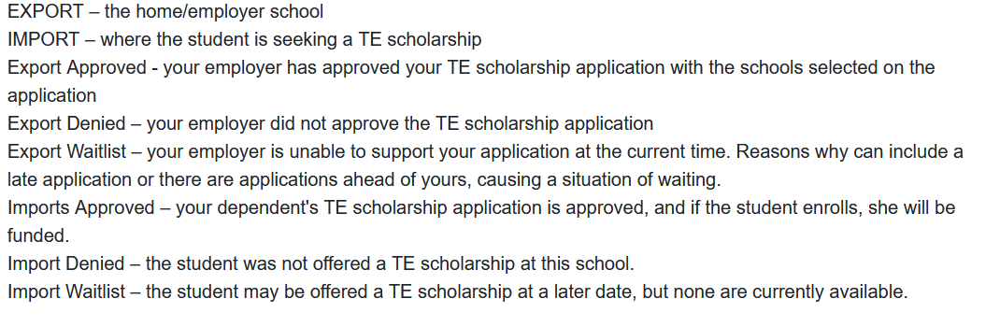 EXPORT – the home/employer school
IMPORT – where the student is seeking a TE scholarship
Export Approved - your employer has approved your TE scholarship application with the schools selected on the
application
Export Denied – your employer did not approve the TE scholarship application
Export Waitlist – your employer is unable to support your application at the current time. Reasons why can include a
late application or there are applications ahead of yours, causing a situation of waiting.
Imports Approved – your dependent's TE scholarship application is approved, and if the student enrolls, she will be
funded.
Import Denied – the student was not offered a TE scholarship at this school.
Import Waitlist – the student may be offered a TE scholarship at a later date, but none are currently available.